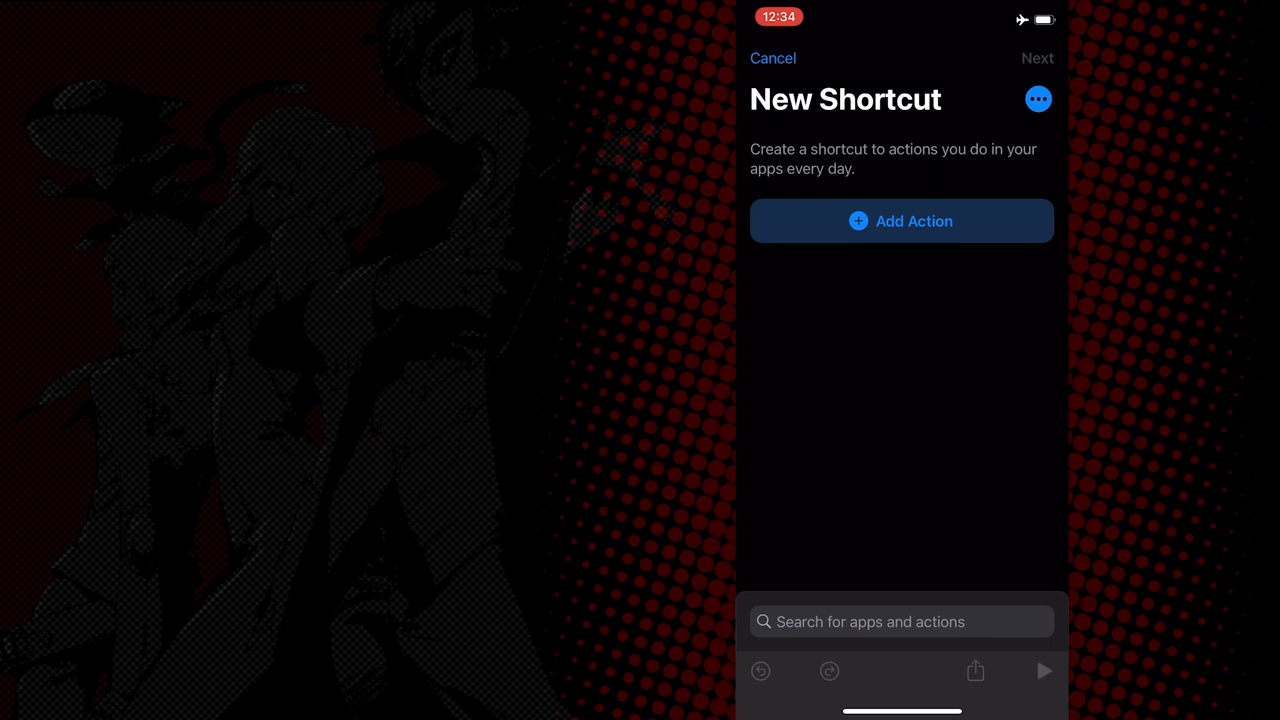 12:34
Cancel
Next
New Shortcut
Create a shortcut to actions you do in your
apps every day.
Add Action
Search for apps and actions